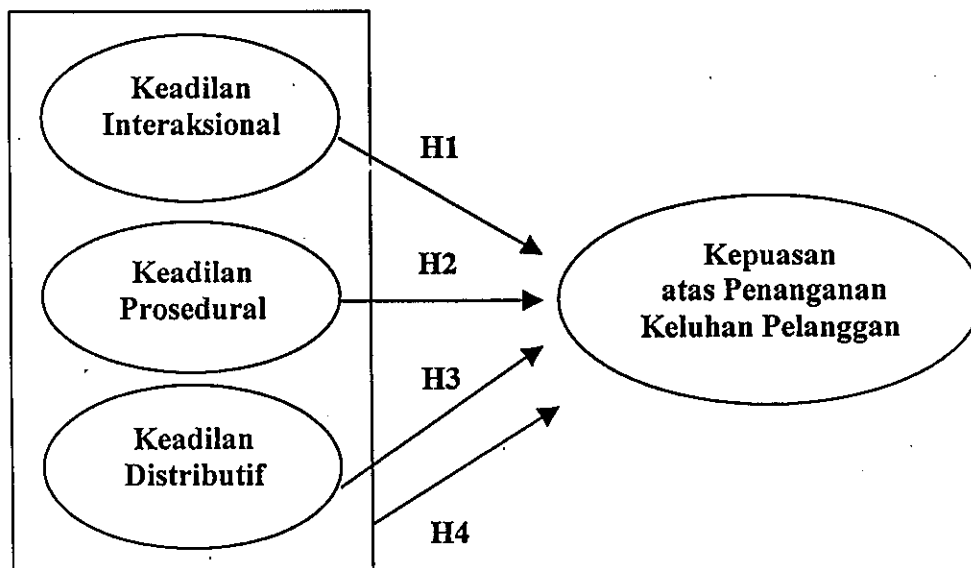 Keadilan
Interaksional
H1
Keadilan
Prosedural
H2
Kepuasan
atas Penanganan
Keluhan Pelanggan
H3
Keadilan
Distributif
H4